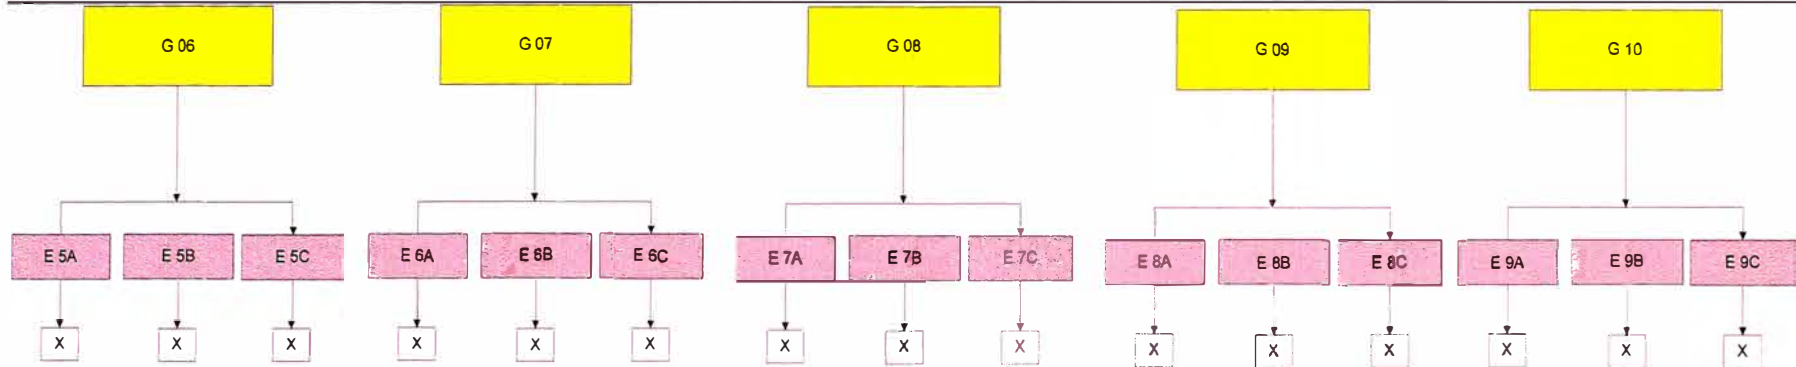 G 06 G 07 G 08 G 09 G 10
E 5A E 5B E 5C E 6A E 6B E 6C E 7A E 7B E 7C E 8A E 8B E 8C E 9A E 9B E 9C
X X X X X X X X X X X X X X X